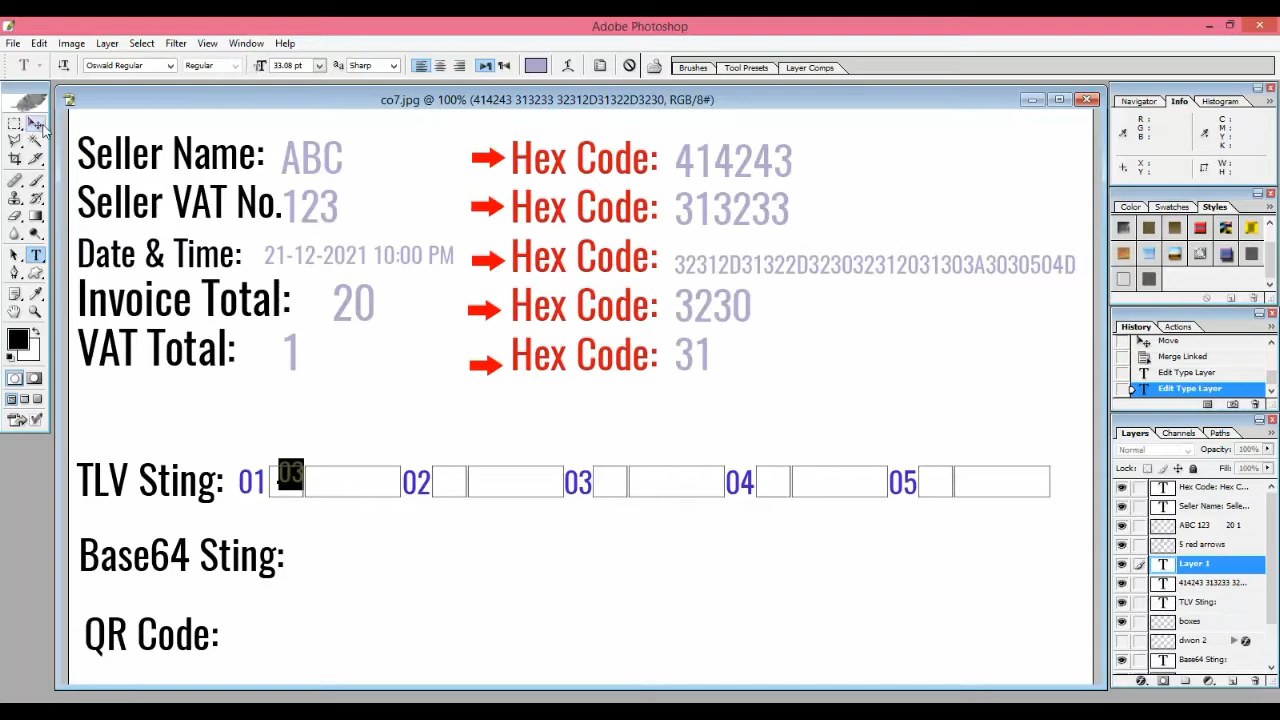 Adobe Photoshop
File Edit Image Layer Select Filter View Window Help
T Oswald Regular Regular T 33.08 pt aa Sharp Brushes Tool Presets Layer Comps
co7.jpg @ 100% (414243 313233 32312D31322D3230, RGB/8#)
Navigator Info Histogram
R: G: B: C: M: Y: K:
X: Y: W: H:
Color Swatches Styles
History Actions
Move
Merge Linked
Edit Type Layer
Edit Type Layer
Layers Channels Paths
Normal Opacity: 100%
Lock: Fill: 100%
Hex Code: Hex C...
Seller Name: Selle...
ABC 123 20 1
5 red arrows
Layer 1
414243 313233 32...
TLV Sting:
boxes
dwon 2
Base64 Sting:
Seller Name: ABC Hex Code: 414243
Seller VAT No. 123 Hex Code: 313233
Date & Time: 21-12-2021 10:00 PM Hex Code: 32312D31322D323032312031303A3030504D
Invoice Total: 20 Hex Code: 3230
VAT Total: 1 Hex Code: 31
TLV Sting: 01 03 02 03 04 05
Base64 Sting:
QR Code: